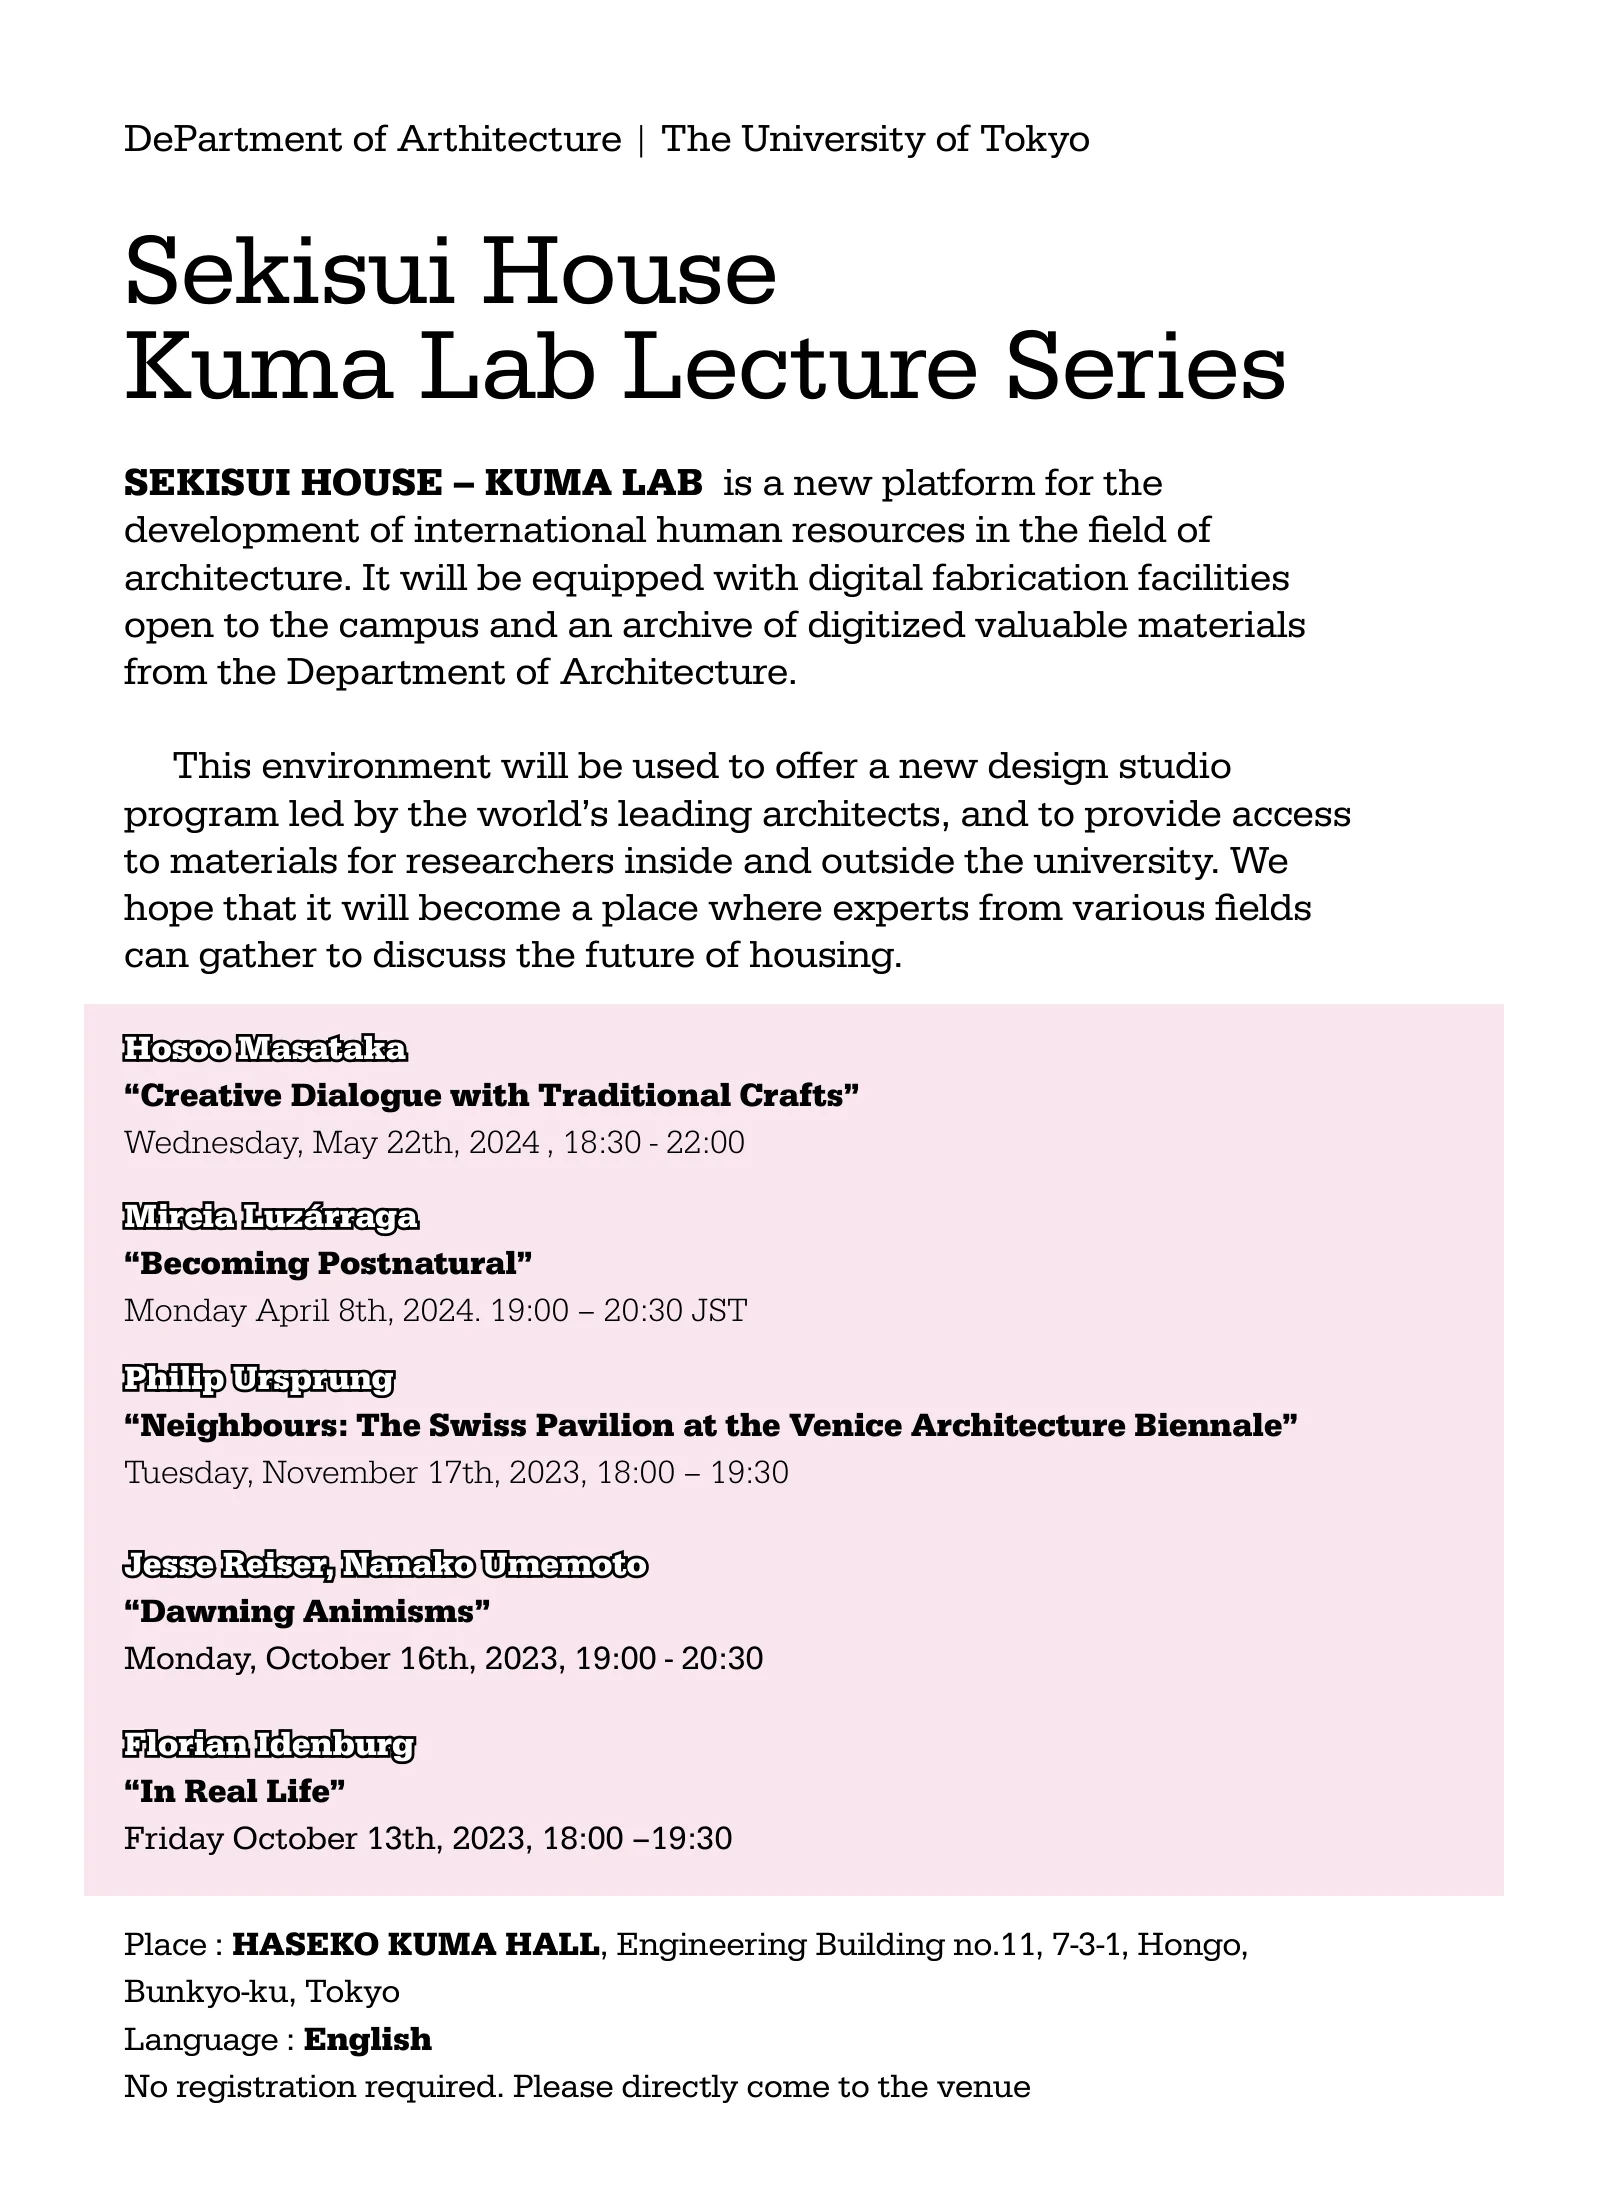 DePartment of Arthitecture | The University of Tokyo
Sekisui House
Kuma Lab Lecture Series
SEKISUI HOUSE – KUMA LAB is a new platform for the
development of international human resources in the field of
architecture. It will be equipped with digital fabrication facilities
open to the campus and an archive of digitized valuable materials
from the Department of Architecture.
This environment will be used to offer a new design studio
program led by the world’s leading architects, and to provide access
to materials for researchers inside and outside the university. We
hope that it will become a place where experts from various fields
can gather to discuss the future of housing.
Hosoo Masataka
“Creative Dialogue with Traditional Crafts”
Wednesday, May 22th, 2024 , 18:30 - 22:00
Mireia Luzárraga
“Becoming Postnatural”
Monday April 8th, 2024. 19:00 – 20:30 JST
Philip Ursprung
“Neighbours: The Swiss Pavilion at the Venice Architecture Biennale”
Tuesday, November 17th, 2023, 18:00 – 19:30
Jesse Reiser, Nanako Umemoto
“Dawning Animisms”
Monday, October 16th, 2023, 19:00 - 20:30
Florian Idenburg
“In Real Life”
Friday October 13th, 2023, 18:00 –19:30
Place : HASEKO KUMA HALL, Engineering Building no.11, 7-3-1, Hongo,
Bunkyo-ku, Tokyo
Language : English
No registration required. Please directly come to the venue